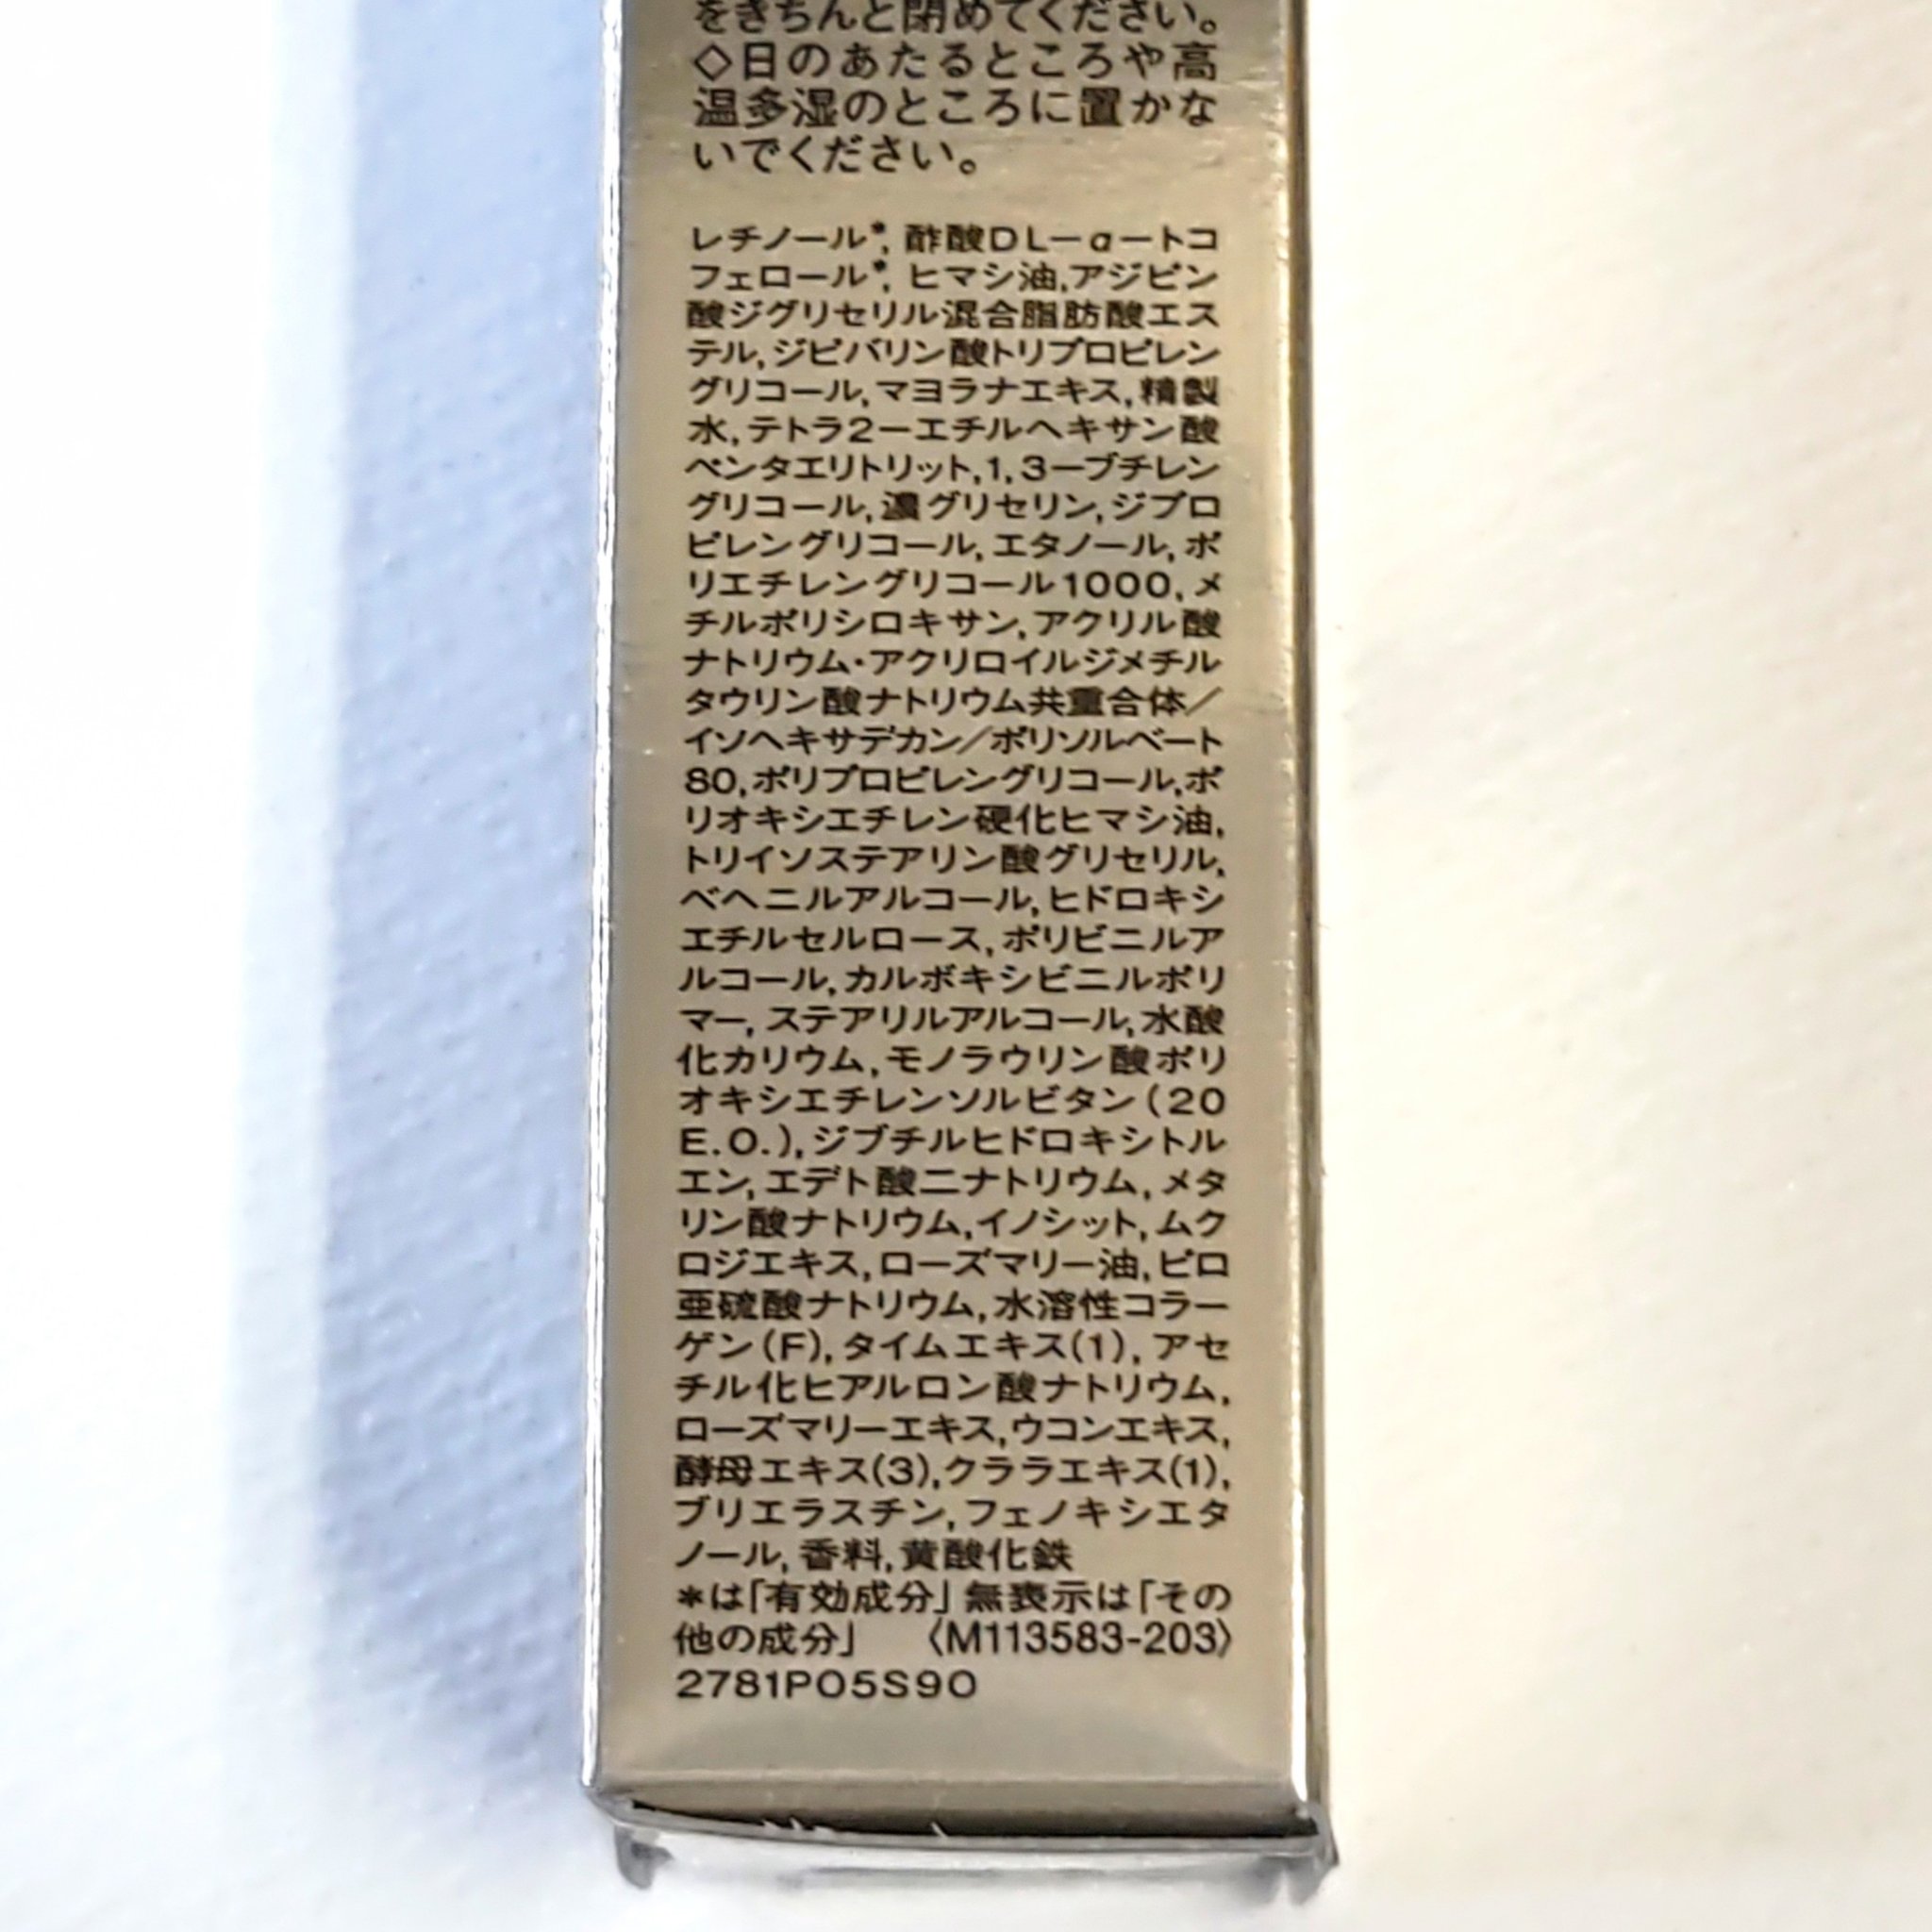 をきちんと閉めてください。
◇日のあたるところや高
温多湿のところに置かな
いでください。
レチノール*, 酢酸DL－α－トコ
フェロール*, ヒマシ油,アジピン
酸ジグリセリル混合脂肪酸エス
テル,ジピバリン酸トリプロピレン
グリコール,マヨラナエキス,精製
水,テトラ2－エチルヘキサン酸
ペンタエリトリット,1,3－ブチレン
グリコール,濃グリセリン,ジプロ
ピレングリコール,エタノール,ポ
リエチレングリコール1000,メ
チルポリシロキサン,アクリル酸
ナトリウム・アクリロイルジメチル
タウリン酸ナトリウム共重合体／
イソヘキサデカン／ポリソルベート
80,ポリプロピレングリコール,ポ
リオキシエチレン硬化ヒマシ油,
トリイソステアリン酸グリセリル,
ベヘニルアルコール,ヒドロキシ
エチルセルロース,ポリビニルア
ルコール,カルボキシビニルポリ
マー,ステアリルアルコール,水酸
化カリウム,モノラウリン酸ポリ
オキシエチレンソルビタン(20
E.O.),ジブチルヒドロキシトル
エン,エデト酸二ナトリウム,メタ
リン酸ナトリウム,イノシット,ムク
ロジエキス,ローズマリー油,ピロ
亜硫酸ナトリウム,水溶性コラー
ゲン(F),タイムエキス(1),アセ
チル化ヒアルロン酸ナトリウム,
ローズマリーエキス,ウコンエキス,
酵母エキス(3),クララエキス(1),
ブリエラスチン,フェノキシエタ
ノール,香料,黄酸化鉄
*は「有効成分」無表示は「その
他の成分」 〈M113583-203〉
2781P05S90